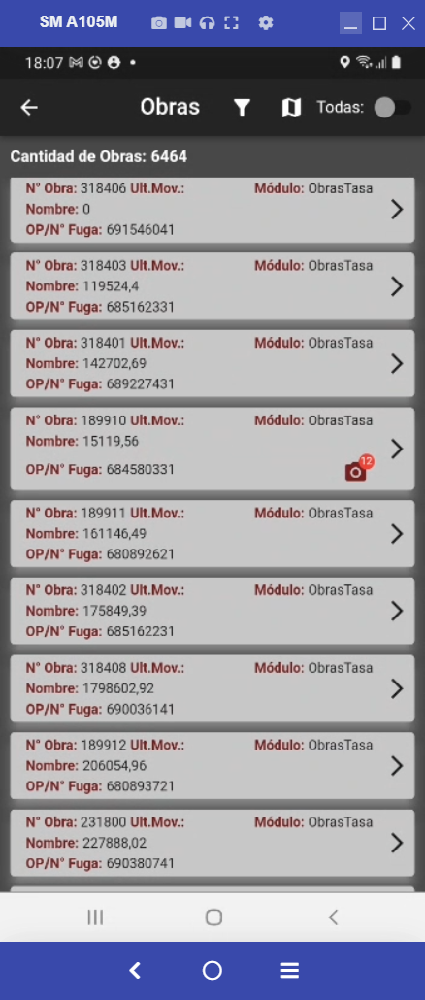 SM A105M
18:07
Obras Todas:
Cantidad de Obras: 6464
N° Obra: 318406 Ult.Mov.: Módulo: ObrasTasa
Nombre: 0
OP/N° Fuga: 691546041
N° Obra: 318403 Ult.Mov.: Módulo: ObrasTasa
Nombre: 119524,4
OP/N° Fuga: 685162331
N° Obra: 318401 Ult.Mov.: Módulo: ObrasTasa
Nombre: 142702,69
OP/N° Fuga: 689227431
N° Obra: 189910 Ult.Mov.: Módulo: ObrasTasa
Nombre: 15119,56
12
OP/N° Fuga: 684580331
N° Obra: 189911 Ult.Mov.: Módulo: ObrasTasa
Nombre: 161146,49
OP/N° Fuga: 680892621
N° Obra: 318402 Ult.Mov.: Módulo: ObrasTasa
Nombre: 175849,39
OP/N° Fuga: 685162231
N° Obra: 318408 Ult.Mov.: Módulo: ObrasTasa
Nombre: 1798602,92
OP/N° Fuga: 690036141
N° Obra: 189912 Ult.Mov.: Módulo: ObrasTasa
Nombre: 206054,96
OP/N° Fuga: 680893721
N° Obra: 231800 Ult.Mov.: Módulo: ObrasTasa
Nombre: 227888,02
OP/N° Fuga: 690380741